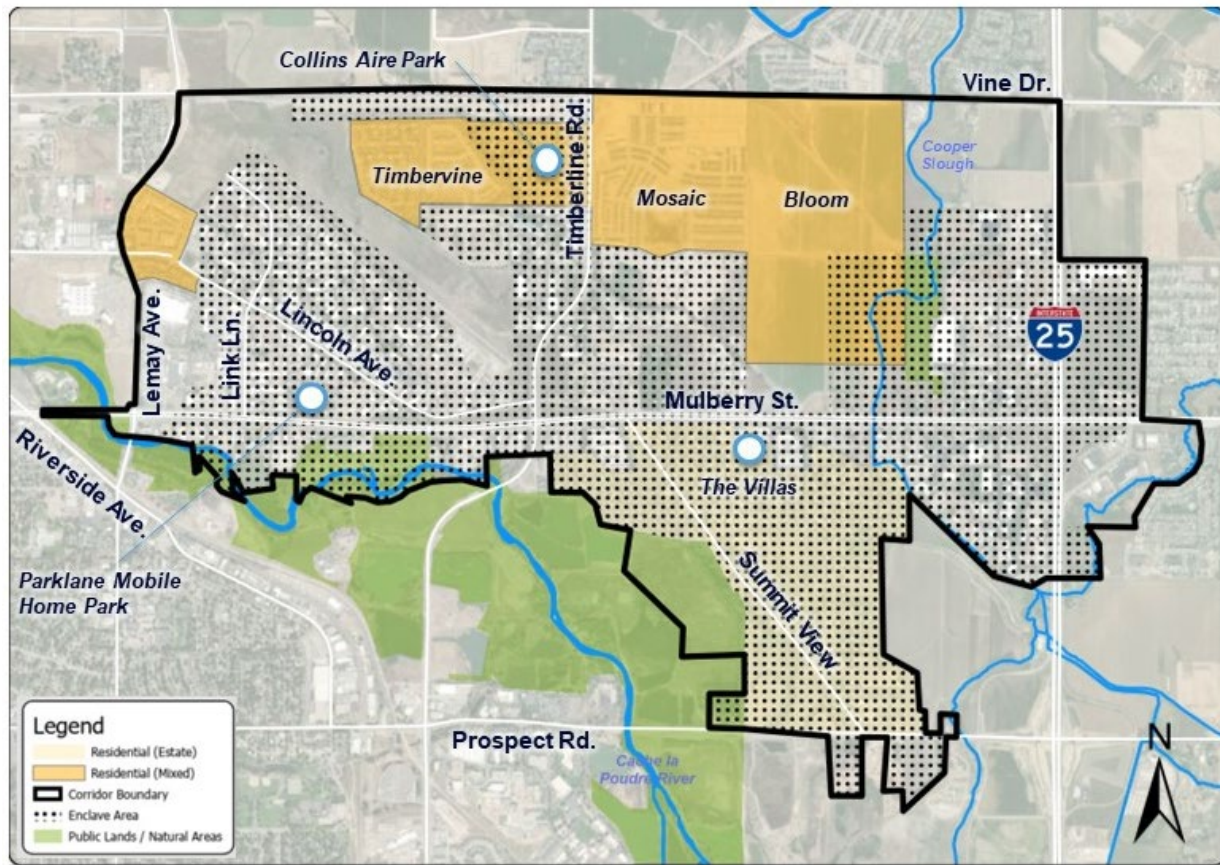 Collins Aire Park
Vine Dr.
Timberline Rd.
Cooper
Slough
Timbervine
Mosaic
Bloom
Lemay Ave.
Link Ln.
Lincoln Ave.
INTERSTATE
25
Mulberry St.
Riverside Ave.
The Villas
Summit View
Parklane Mobile
Home Park
Prospect Rd.
Cache la
Poudre River
N
Legend
Residential (Estate)
Residential (Mixed)
Corridor Boundary
Enclave Area
Public Lands / Natural Areas